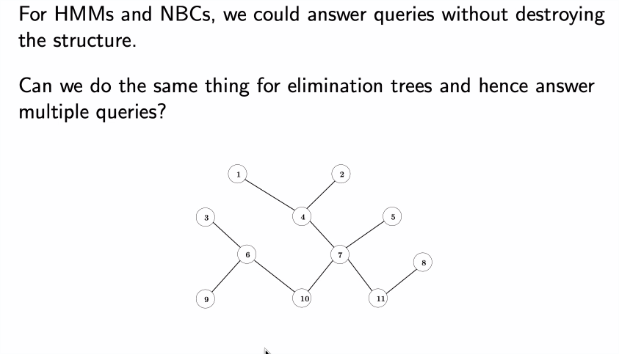 For HMMs and NBCs, we could answer queries without destroying
the structure.
Can we do the same thing for elimination trees and hence answer
multiple queries?
1
2
3
4
5
6
7
8
9
10
11